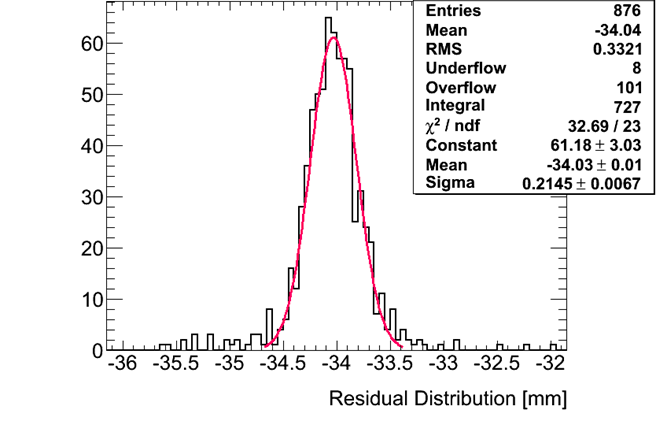 Entries 876
Mean -34.04
RMS 0.3321
Underflow 8
Overflow 101
Integral 727
χ² / ndf 32.69 / 23
Constant 61.18 ± 3.03
Mean -34.03 ± 0.01
Sigma 0.2145 ± 0.0067
60
50
40
30
20
10
0
-36 -35.5 -35 -34.5 -34 -33.5 -33 -32.5 -32
Residual Distribution [mm]